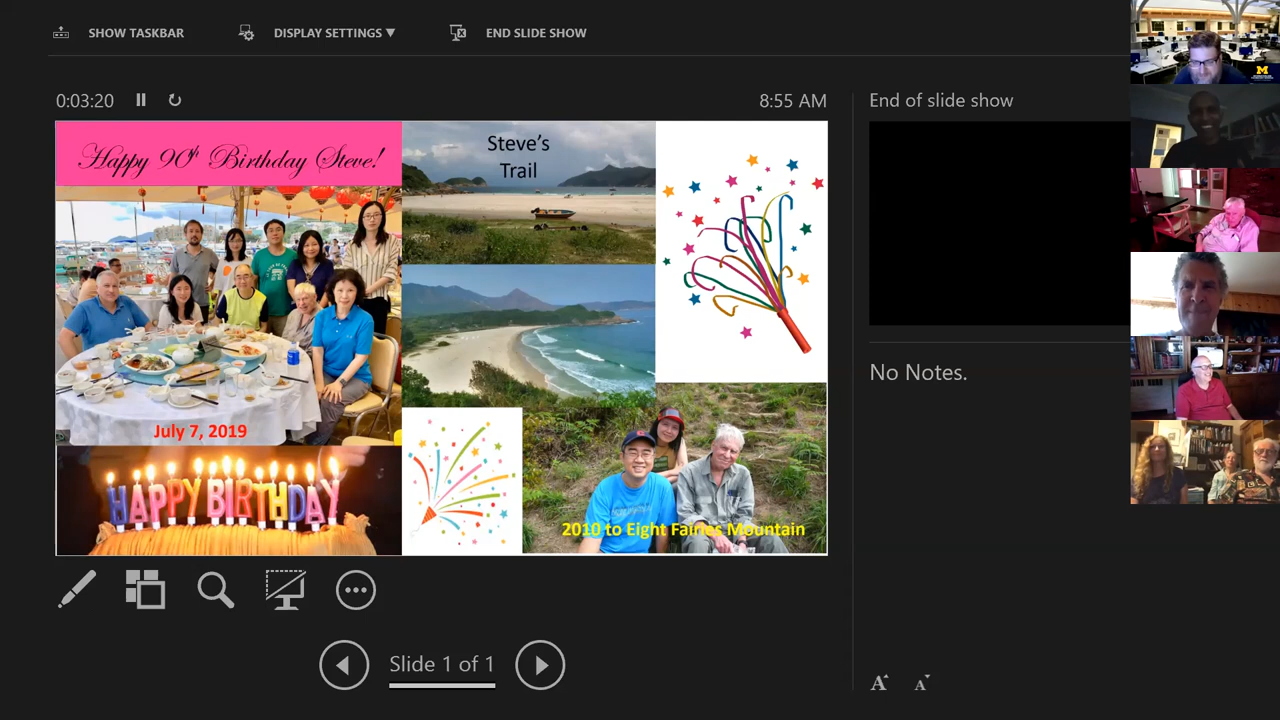 SHOW TASKBAR
DISPLAY SETTINGS ▼
END SLIDE SHOW
0:03:20
8:55 AM
End of slide show
Happy 90th Birthday Steve!
Steve's
Trail
July 7, 2019
HAPPY BIRTHDAY
2010 to Eight Fairies Mountain
No Notes.
Slide 1 of 1
A A
M